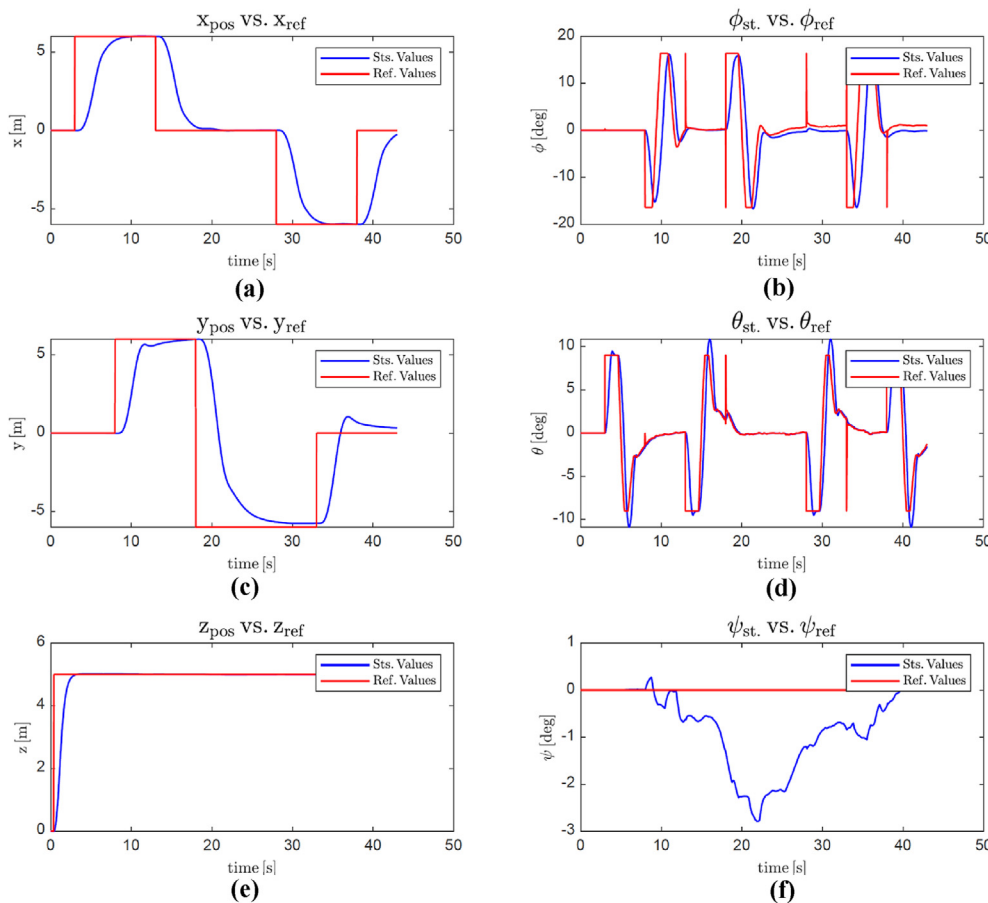 x_pos vs. x_ref
Sts. Values
Ref. Values
x [m]
5
0
-5
0 10 20 30 40 50
time [s]
(a)
ϕ_st. vs. ϕ_ref
Sts. Values
Ref. Values
ϕ [deg]
20
10
0
-10
-20
0 10 20 30 40 50
time [s]
(b)
y_pos vs. y_ref
Sts. Values
Ref. Values
y [m]
5
0
-5
0 10 20 30 40 50
time [s]
(c)
θ_st. vs. θ_ref
Sts. Values
Ref. Values
θ [deg]
10
5
0
-5
-10
0 10 20 30 40 50
time [s]
(d)
z_pos vs. z_ref
Sts. Values
Ref. Values
z [m]
6
4
2
0
0 10 20 30 40 50
time [s]
(e)
ψ_st. vs. ψ_ref
Sts. Values
Ref. Values
ψ [deg]
1
0
-1
-2
-3
0 10 20 30 40 50
time [s]
(f)